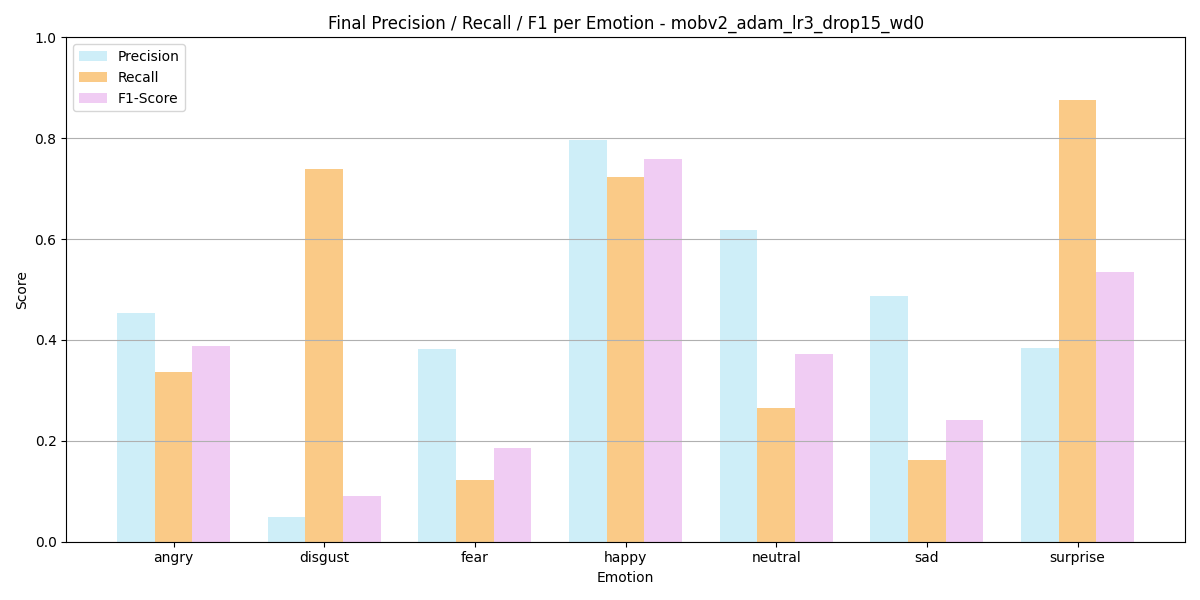 Final Precision / Recall / F1 per Emotion - mobv2_adam_lr3_drop15_wd0
Precision
Recall
F1-Score
1.0
0.8
0.6
0.4
0.2
0.0
Score
angry disgust fear happy neutral sad surprise
Emotion